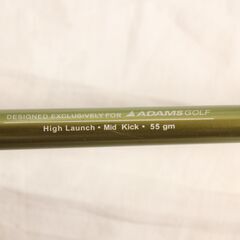 DESIGNED EXCLUSIVELY FOR ADAMS GOLF
High Launch • Mid Kick • 55 gm